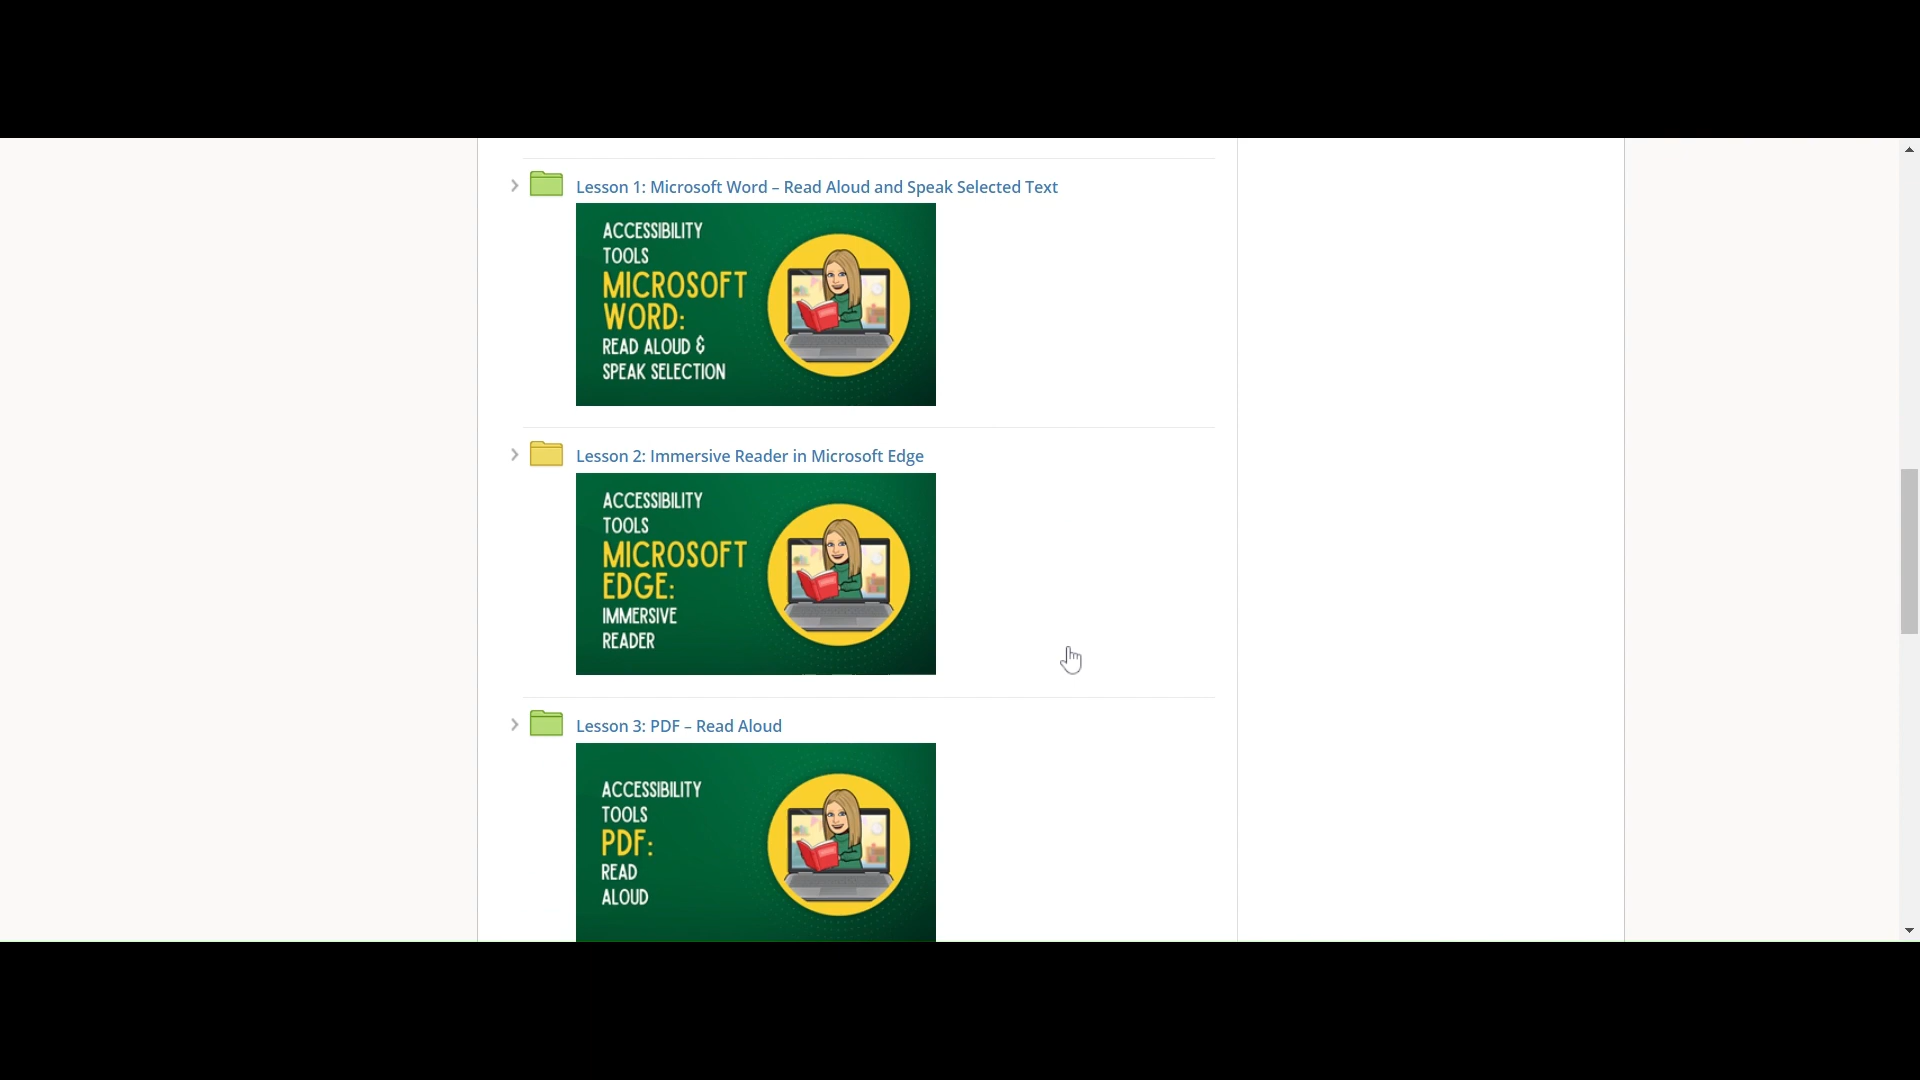 Lesson 1: Microsoft Word – Read Aloud and Speak Selected Text
ACCESSIBILITY
TOOLS
MICROSOFT
WORD:
READ ALOUD &
SPEAK SELECTION
Lesson 2: Immersive Reader in Microsoft Edge
ACCESSIBILITY
TOOLS
MICROSOFT
EDGE:
IMMERSIVE
READER
Lesson 3: PDF – Read Aloud
ACCESSIBILITY
TOOLS
PDF:
READ
ALOUD